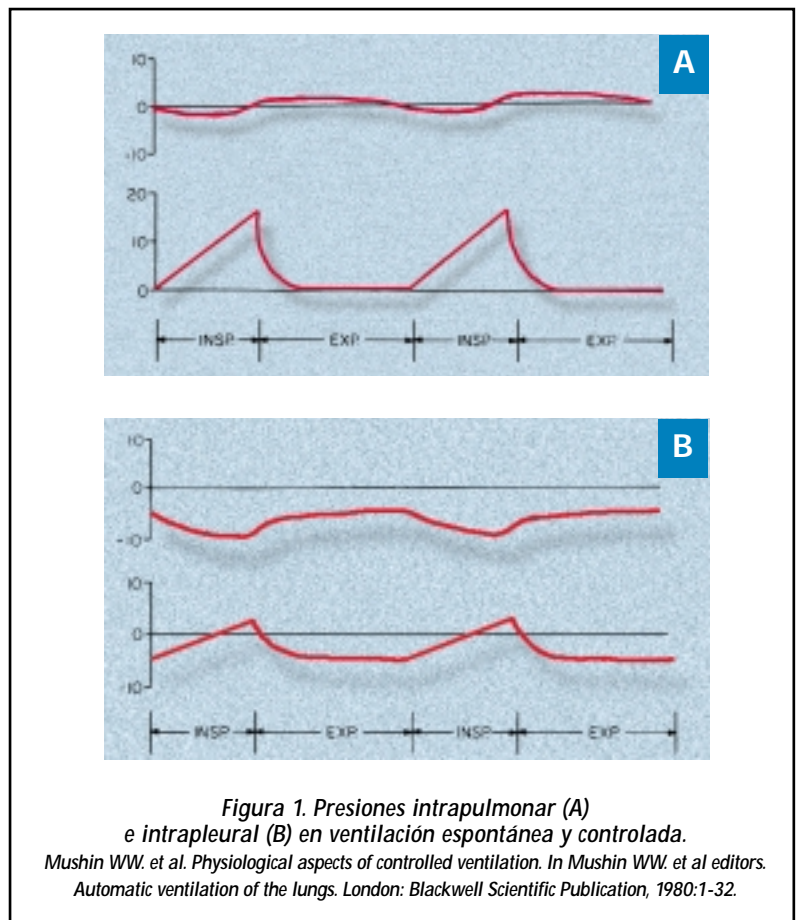 A
10
0
-10
20
10
0
INSP. EXP. INSP. EXP.
B
10
0
-10
10
0
-10
INSP. EXP. INSP. EXP.
Figura 1. Presiones intrapulmonar (A)
e intrapleural (B) en ventilación espontánea y controlada.
Mushin WW. et al. Physiological aspects of controlled ventilation. In Mushin WW. et al editors.
Automatic ventilation of the lungs. London: Blackwell Scientific Publication, 1980:1-32.